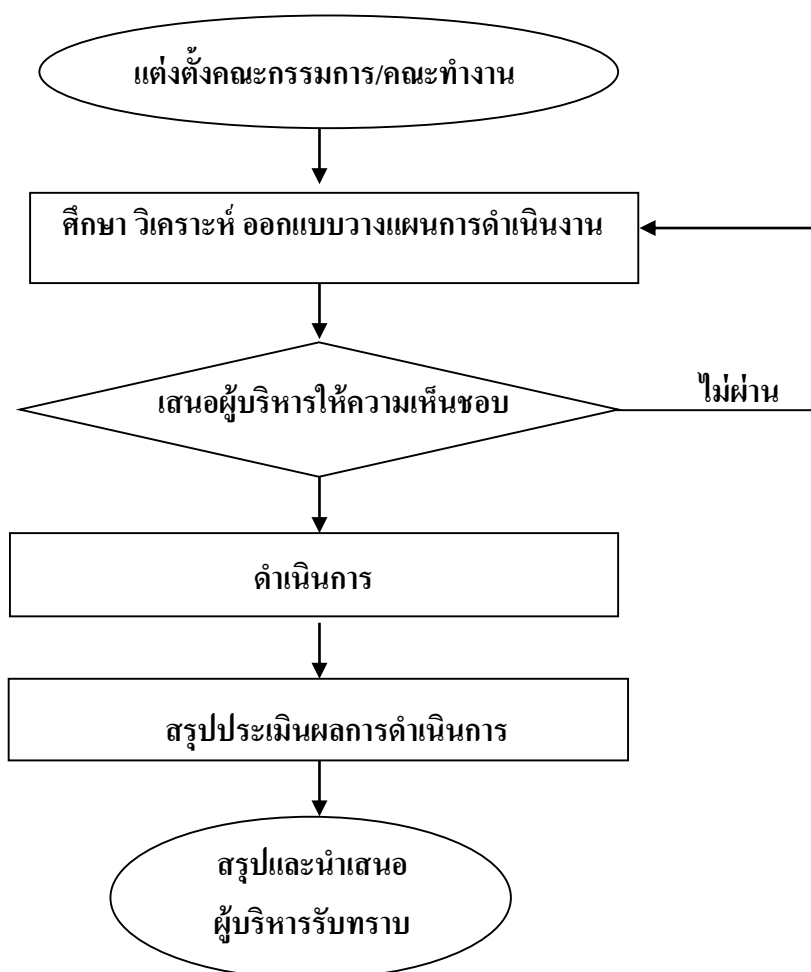 แต่งตั้งคณะกรรมการ/คณะทำงาน
ศึกษา วิเคราะห์ ออกแบบวางแผนการดำเนินงาน
เสนอผู้บริหารให้ความเห็นชอบ
ไม่ผ่าน
ดำเนินการ
สรุปประเมินผลการดำเนินการ
สรุปและนำเสนอ
ผู้บริหารรับทราบ